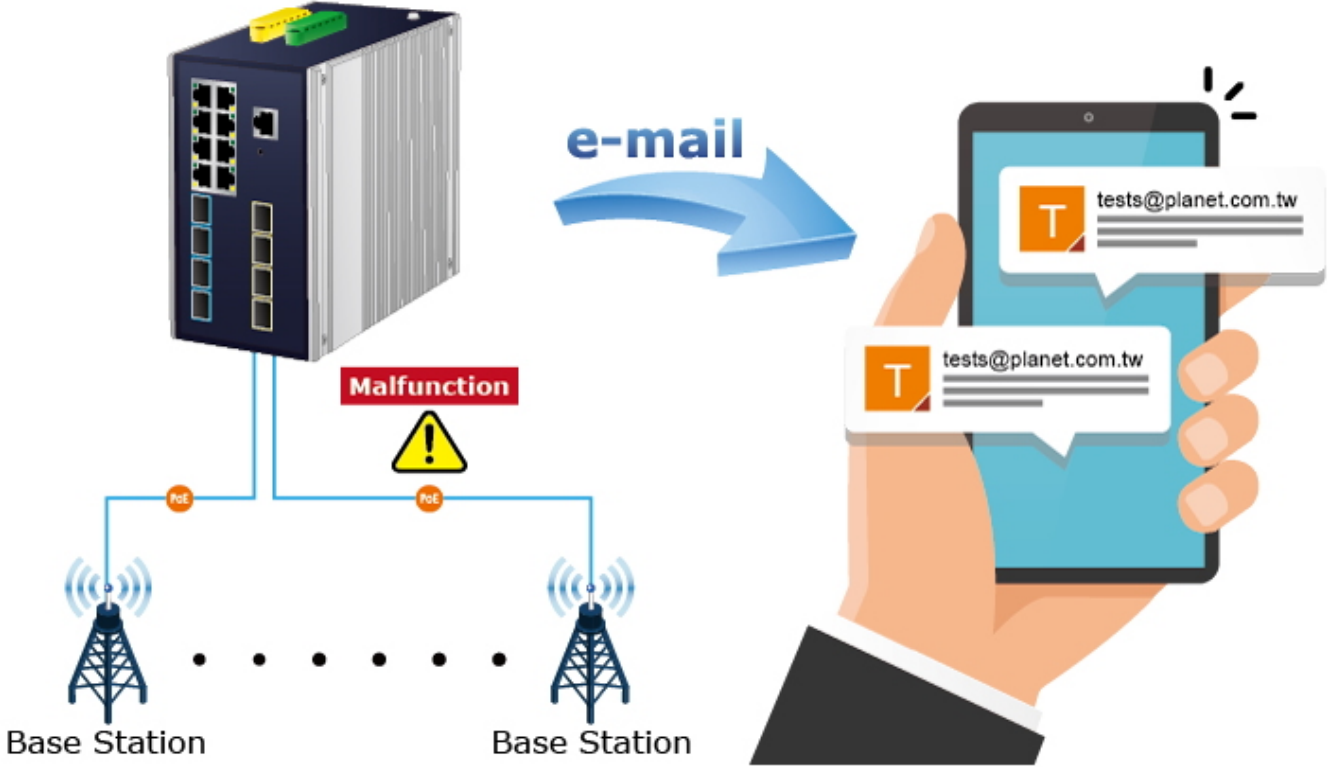 e-mail
T
tests@planet.com.tw
T
tests@planet.com.tw
Malfunction
!
PoE
PoE
Base Station
Base Station